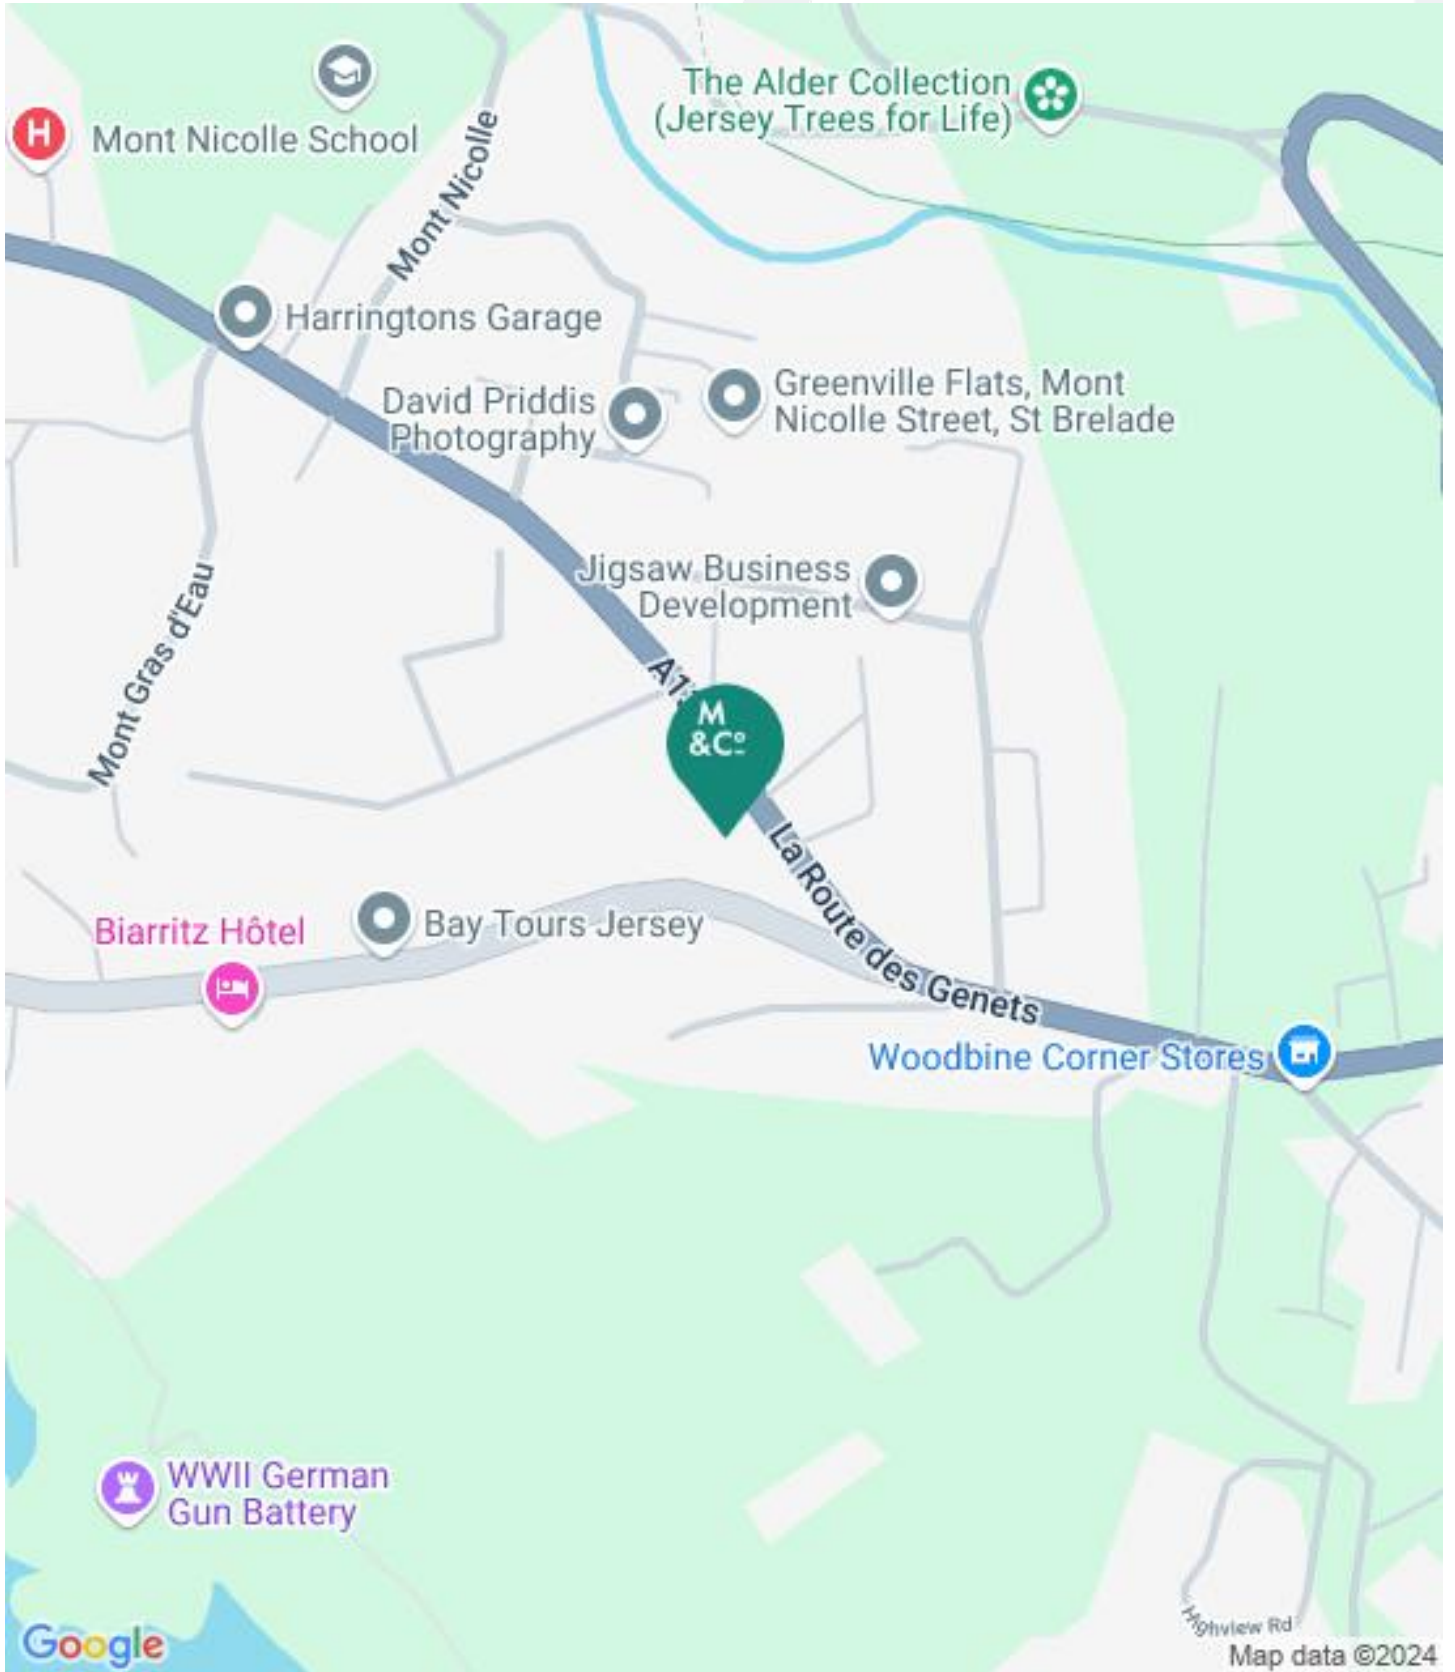 The Alder Collection
(Jersey Trees for Life)
H
Mont Nicolle School
Mont Nicolle
Harringtons Garage
David Priddis
Photography
Greenville Flats, Mont
Nicolle Street, St Brelade
Jigsaw Business
Development
Mont Gras d'Eau
M
&Cº
La Route des Genets
Biarritz Hôtel
Bay Tours Jersey
Woodbine Corner Stores
WWII German
Gun Battery
Highview Rd
Google
Map data ©2024